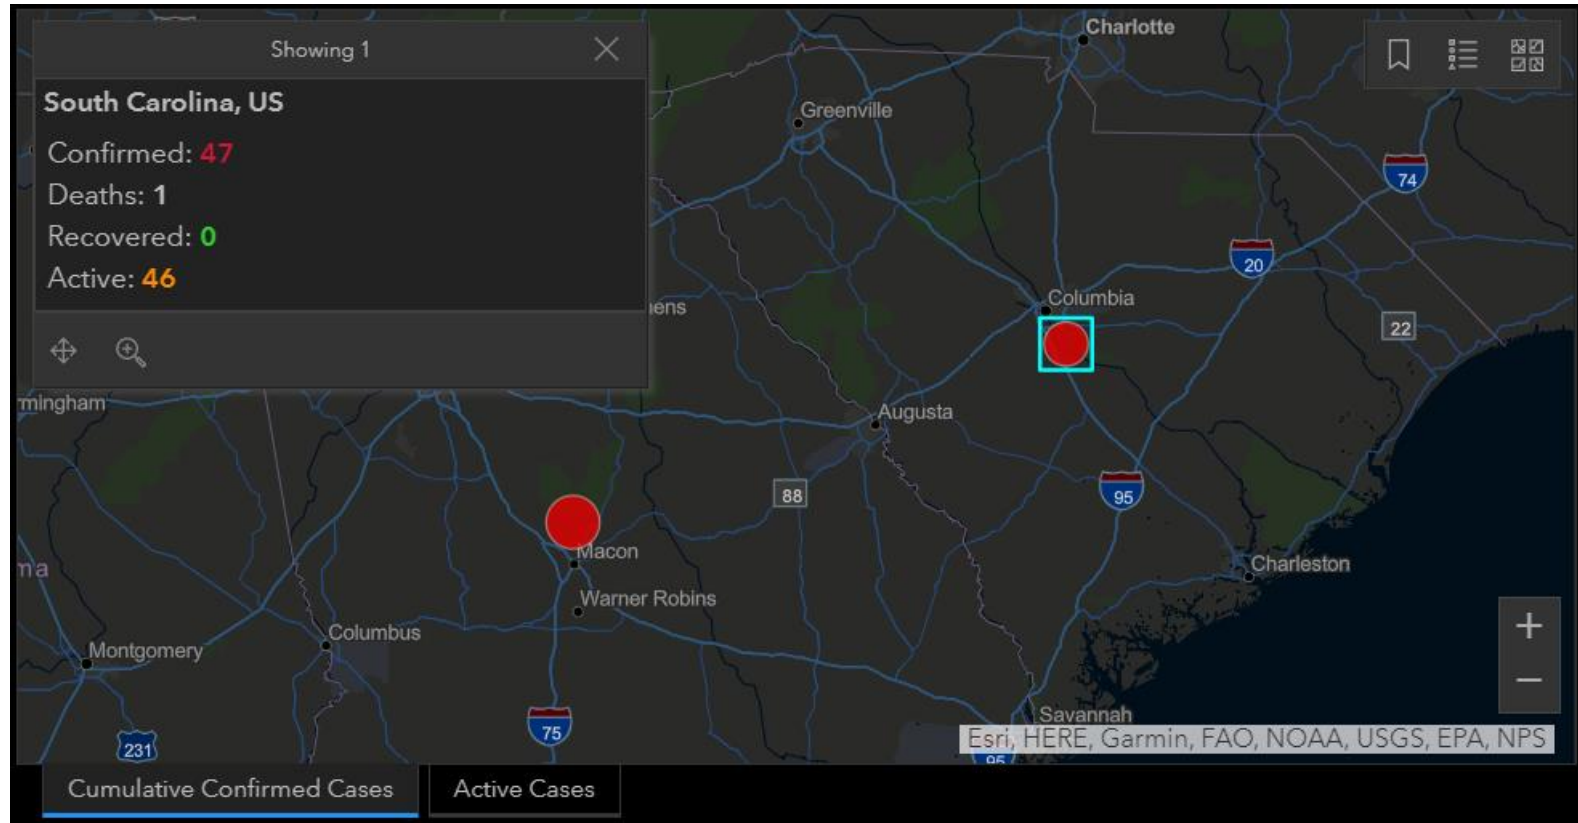 Showing 1
South Carolina, US
Confirmed: 47
Deaths: 1
Recovered: 0
Active: 46
Charlotte
Greenville
74
20
Columbia
22
ens
mingham
Augusta
88
95
Macon
Charleston
ma
Warner Robins
Columbus
Montgomery
75
Savannah
231
Esri, HERE, Garmin, FAO, NOAA, USGS, EPA, NPS
95
Cumulative Confirmed Cases
Active Cases